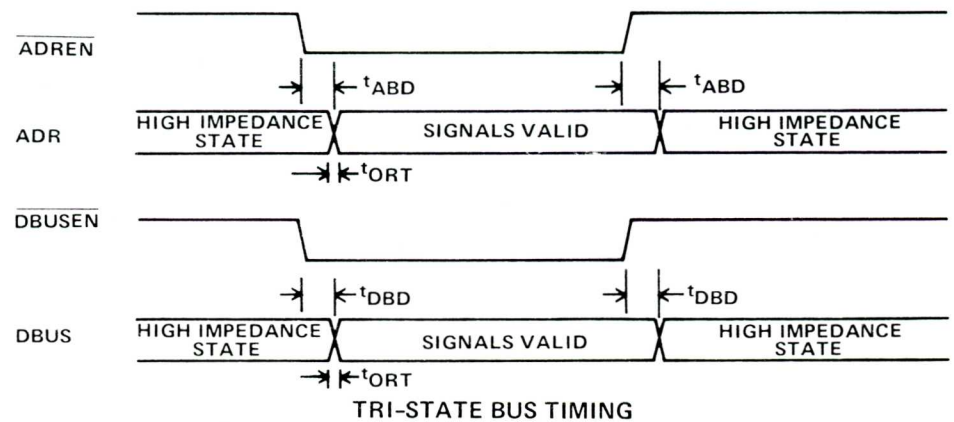 ADREN
tABD
tABD
ADR
HIGH IMPEDANCE STATE
SIGNALS VALID
HIGH IMPEDANCE STATE
tORT
DBUSEN
tDBD
tDBD
DBUS
HIGH IMPEDANCE STATE
SIGNALS VALID
HIGH IMPEDANCE STATE
tORT
TRI-STATE BUS TIMING